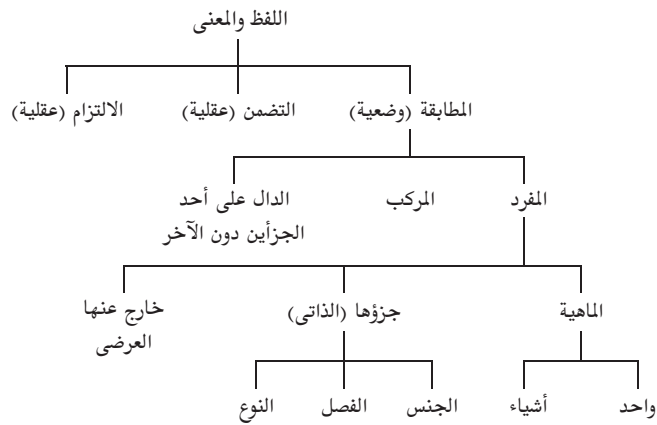 اللفظ والمعنى
المطابقة (وضعية) التضمن (عقلية) الالتزام (عقلية)
المفرد المركب الدال على أحد
الجزأين دون الآخر
الماهية جزؤها (الذاتى) خارج عنها
العرضى
واحد أشياء الجنس الفصل النوع